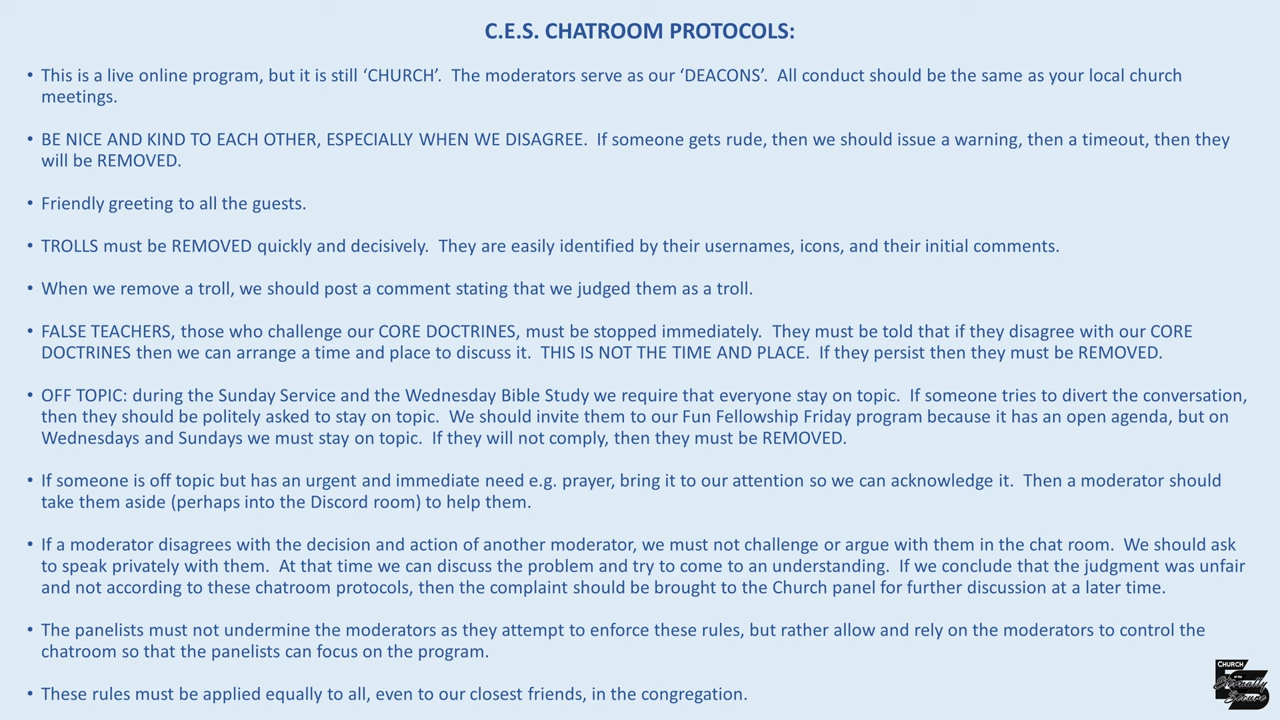 C.E.S. CHATROOM PROTOCOLS:
• This is a live online program, but it is still ‘CHURCH’.  The moderators serve as our ‘DEACONS’.  All conduct should be the same as your local church
meetings.
• BE NICE AND KIND TO EACH OTHER, ESPECIALLY WHEN WE DISAGREE.  If someone gets rude, then we should issue a warning, then a timeout, then they
will be REMOVED.
• Friendly greeting to all the guests.
• TROLLS must be REMOVED quickly and decisively.  They are easily identified by their usernames, icons, and their initial comments.
• When we remove a troll, we should post a comment stating that we judged them as a troll.
• FALSE TEACHERS, those who challenge our CORE DOCTRINES, must be stopped immediately.  They must be told that if they disagree with our CORE
DOCTRINES then we can arrange a time and place to discuss it.  THIS IS NOT THE TIME AND PLACE.  If they persist then they must be REMOVED.
• OFF TOPIC: during the Sunday Service and the Wednesday Bible Study we require that everyone stay on topic.  If someone tries to divert the conversation,
then they should be politely asked to stay on topic.  We should invite them to our Fun Fellowship Friday program because it has an open agenda, but on
Wednesdays and Sundays we must stay on topic.  If they will not comply, then they must be REMOVED.
• If someone is off topic but has an urgent and immediate need e.g. prayer, bring it to our attention so we can acknowledge it.  Then a moderator should
take them aside (perhaps into the Discord room) to help them.
• If a moderator disagrees with the decision and action of another moderator, we must not challenge or argue with them in the chat room.  We should ask
to speak privately with them.  At that time we can discuss the problem and try to come to an understanding.  If we conclude that the judgment was unfair
and not according to these chatroom protocols, then the complaint should be brought to the Church panel for further discussion at a later time.
• The panelists must not undermine the moderators as they attempt to enforce these rules, but rather allow and rely on the moderators to control the
chatroom so that the panelists can focus on the program.
• These rules must be applied equally to all, even to our closest friends, in the congregation.
CHURCH
of the
Eternally
Secure